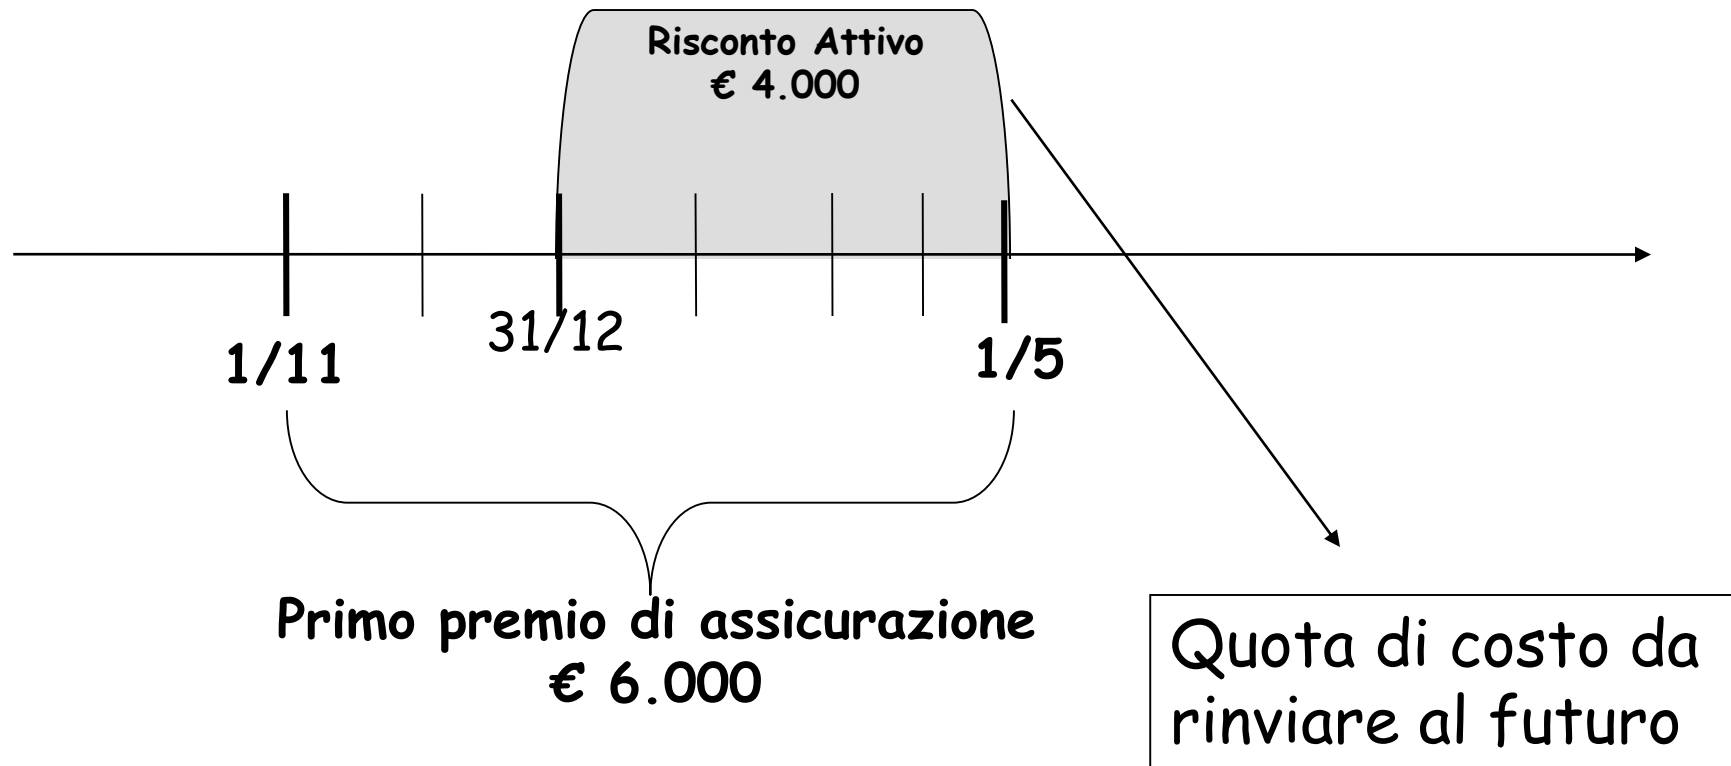 Risconto Attivo
€ 4.000
31/12
1/11
1/5
Primo premio di assicurazione
€ 6.000
Quota di costo da
rinviare al futuro